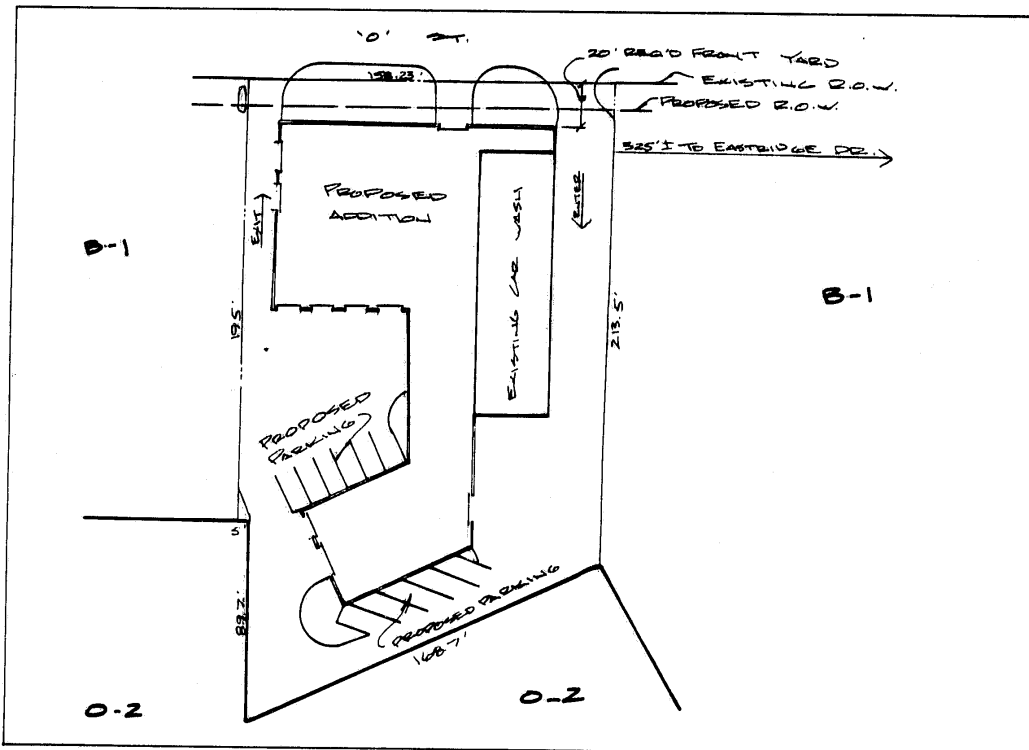 'O' ST.
20' REQ'D FRONT YARD
158.23'
EXISTING R.O.W.
PROPOSED R.O.W.
325'± TO EASTRIDGE DR.
PROPOSED
ADDITION
EXIT
ENTER
EXISTING CAR WASH
B-1
B-1
195'
213.5'
PROPOSED
PARKING
5'
89.7'
PROPOSED PARKING
168.7'
O-2
O-2